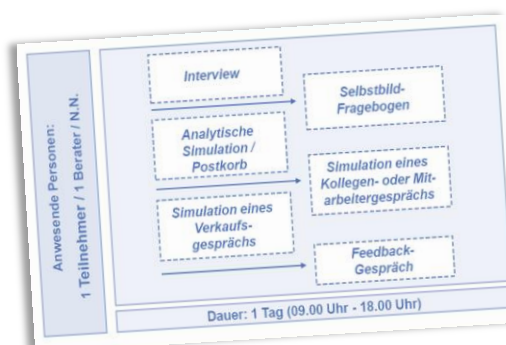 Anwesende Personen:
1 Teilnehmer / 1 Berater / N.N.
Interview
Selbstbild-
Fragebogen
Analytische
Simulation /
Postkorb
Simulation eines
Kollegen- oder Mit-
arbeitergesprächs
Simulation eines
Verkaufs-
gesprächs
Feedback-
Gespräch
Dauer: 1 Tag (09.00 Uhr - 18.00 Uhr)